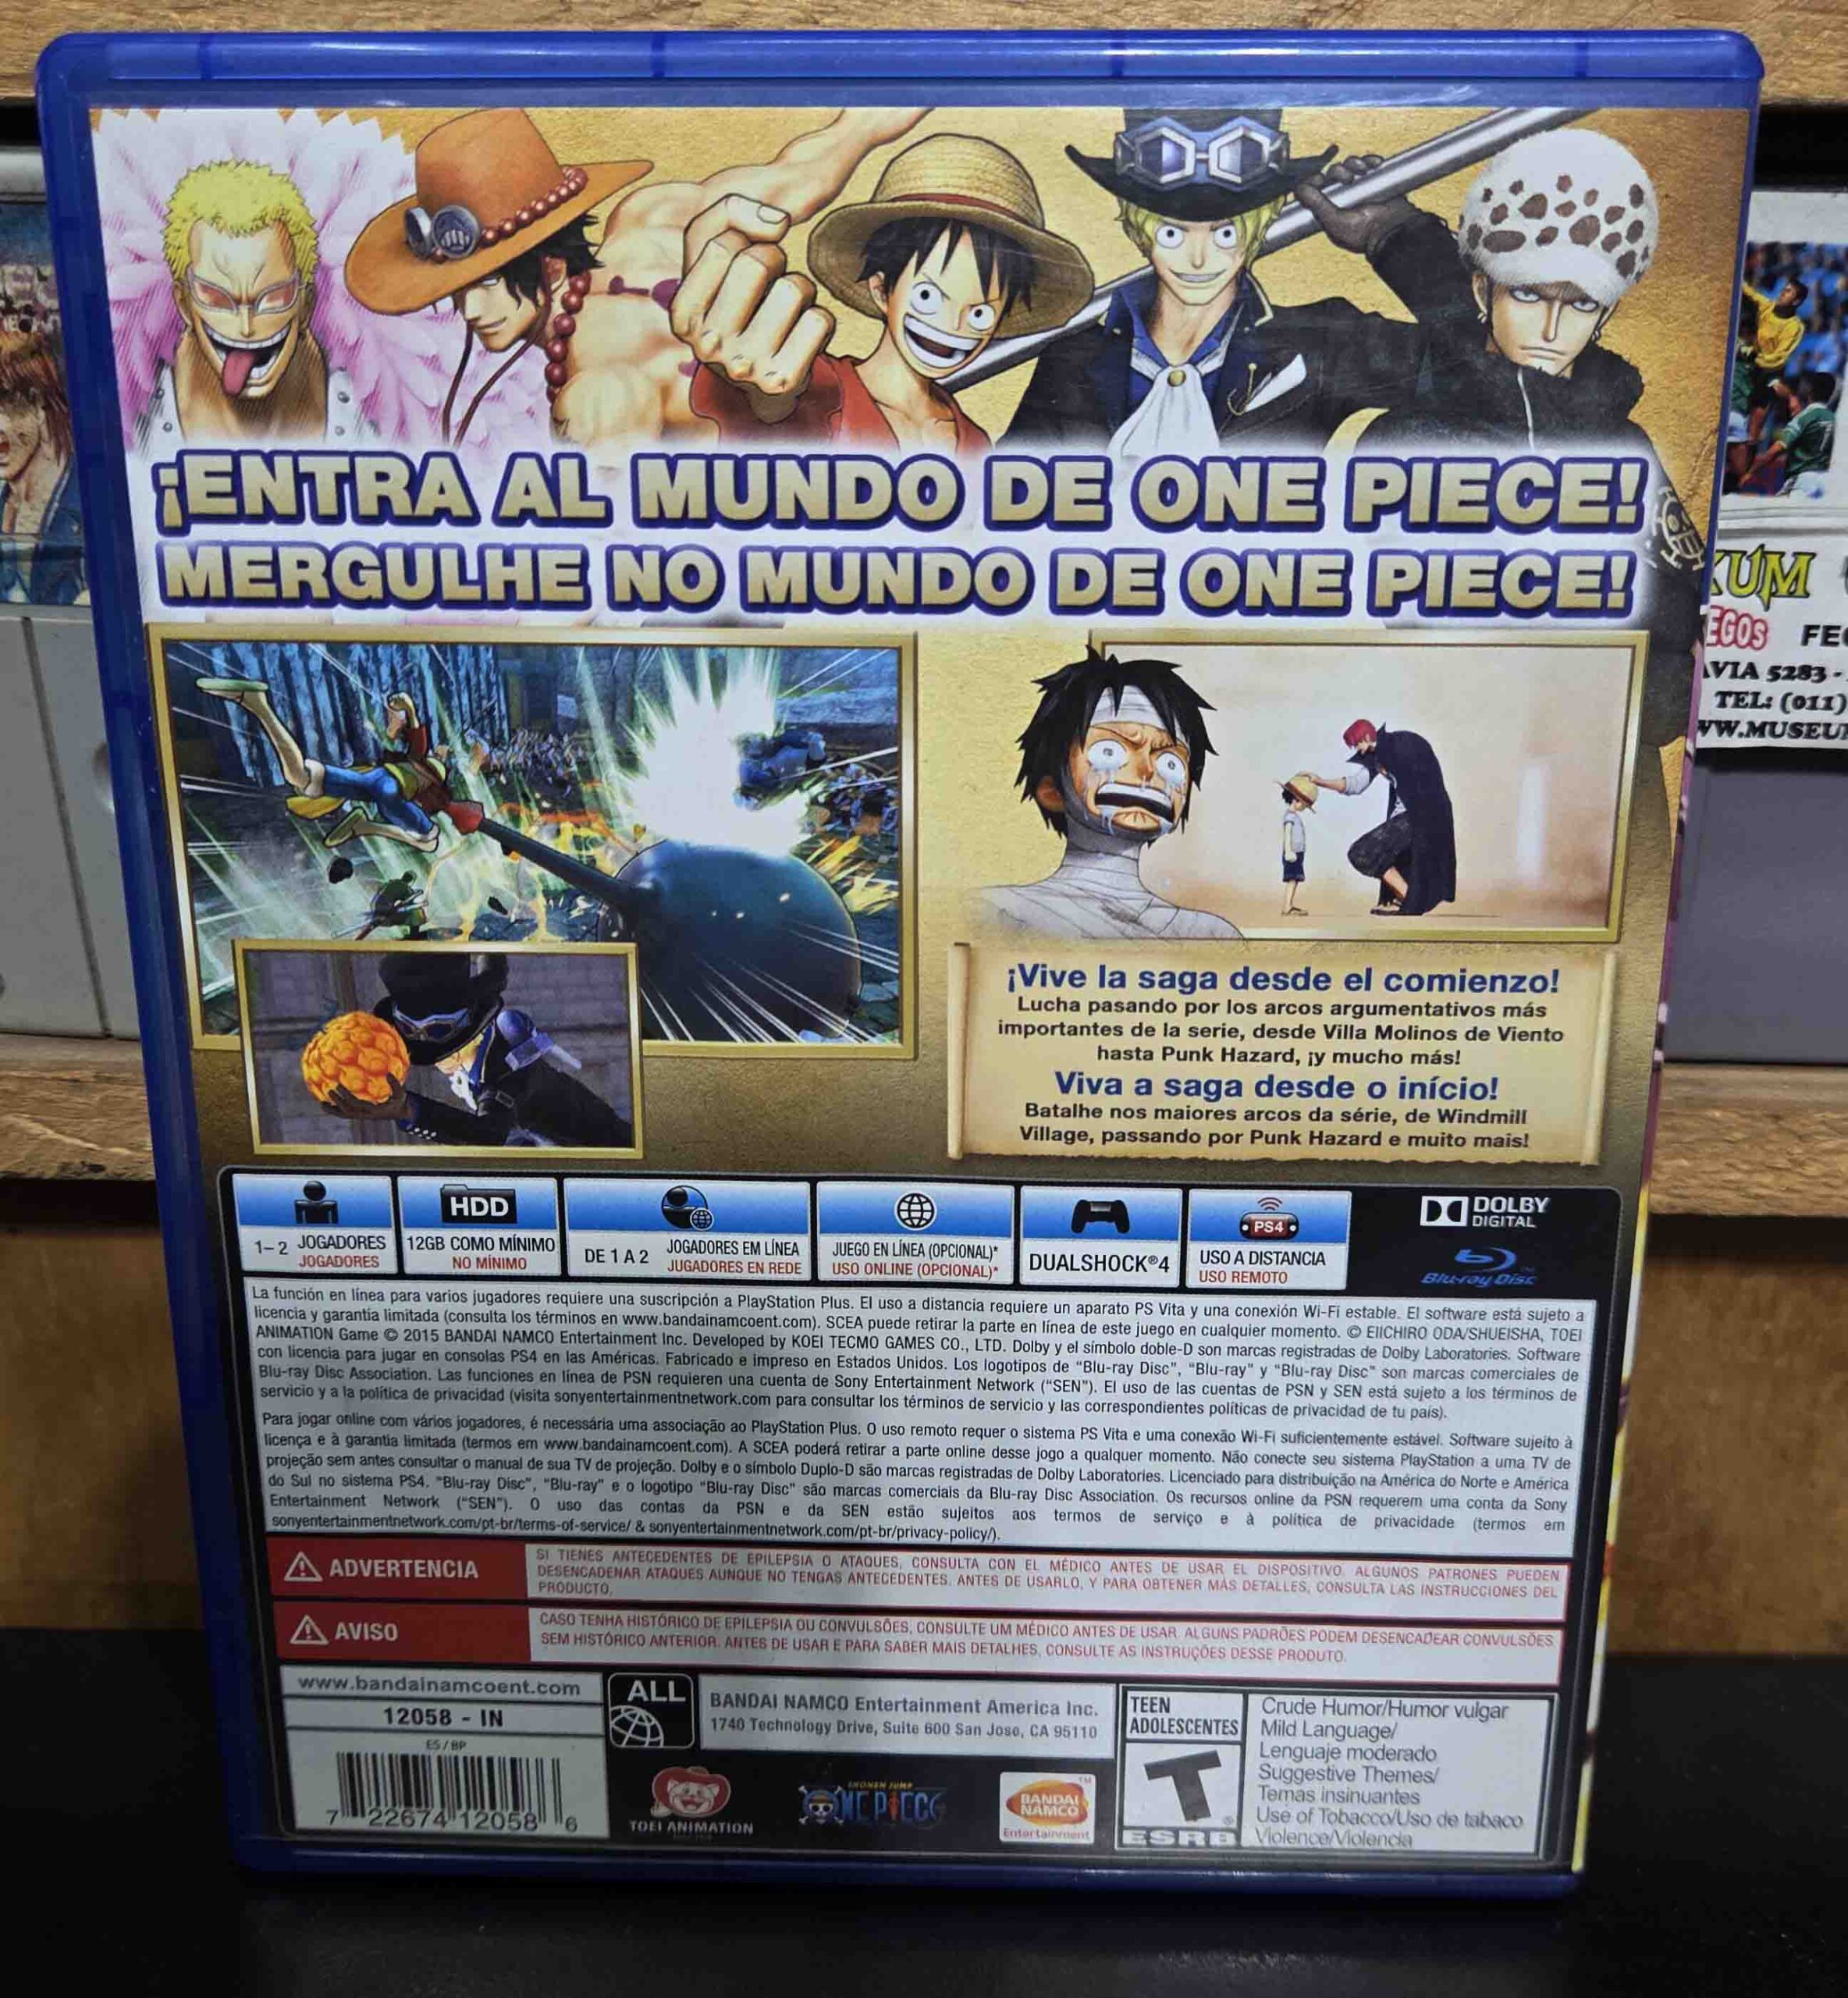 ¡ENTRA AL MUNDO DE ONE PIECE!
MERGULHE NO MUNDO DE ONE PIECE!
¡Vive la saga desde el comienzo!
Lucha pasando por los arcos argumentativos más
importantes de la serie, desde Villa Molinos de Viento
hasta Punk Hazard, ¡y mucho más!
Viva a saga desde o início!
Batalhe nos maiores arcos da série, de Windmill
Village, passando por Punk Hazard e muito mais!
1-2 JOGADORES
JOGADORES
HDD
12GB COMO MÍNIMO
NO MÍNIMO
DE 1 A 2 JOGADORES EM LÍNEA
JUGADORES EN REDE
JUEGO EN LÍNEA (OPCIONAL)*
USO ONLINE (OPCIONAL)*
DUALSHOCK®4
PS4
USO A DISTANCIA
USO REMOTO
DOLBY
DIGITAL
Blu-ray Disc
La función en línea para varios jugadores requiere una suscripción a PlayStation Plus. El uso a distancia requiere un aparato PS Vita y una conexión Wi-Fi estable. El software está sujeto a
licencia y garantía limitada (consulta los términos en www.bandainamcoent.com). SCEA puede retirar la parte en línea de este juego en cualquier momento. © EIICHIRO ODA/SHUEISHA, TOEI
ANIMATION Game © 2015 BANDAI NAMCO Entertainment Inc. Developed by KOEI TECMO GAMES CO., LTD. Dolby y el símbolo doble-D son marcas registradas de Dolby Laboratories. Software
con licencia para jugar en consolas PS4 en las Américas. Fabricado e impreso en Estados Unidos. Los logotipos de "Blu-ray Disc", "Blu-ray" y "Blu-ray Disc" son marcas comerciales de
Blu-ray Disc Association. Las funciones en línea de PSN requieren una cuenta de Sony Entertainment Network ("SEN"). El uso de las cuentas de PSN y SEN está sujeto a los términos de
servicio y a la política de privacidad (visita sonyentertainmentnetwork.com para consultar los términos de servicio y las correspondientes políticas de privacidad de tu país).
Para jogar online com vários jogadores, é necessária uma associação ao PlayStation Plus. O uso remoto requer o sistema PS Vita e uma conexão Wi-Fi suficientemente estável. Software sujeito à
licença e à garantia limitada (termos em www.bandainamcoent.com). A SCEA poderá retirar a parte online desse jogo a qualquer momento. Não conecte seu sistema PlayStation a uma TV de
projeção sem antes consultar o manual de sua TV de projeção. Dolby e o símbolo Duplo-D são marcas registradas de Dolby Laboratories. Licenciado para distribuição na América do Norte e América
do Sul no sistema PS4. "Blu-ray Disc", "Blu-ray" e o logotipo "Blu-ray Disc" são marcas comerciais da Blu-ray Disc Association. Os recursos online da PSN requerem uma conta da Sony
Entertainment Network ("SEN"). O uso das contas da PSN e da SEN estão sujeitos aos termos de serviço e à política de privacidade (termos em
sonyentertainmentnetwork.com/pt-br/terms-of-service/ & sonyentertainmentnetwork.com/pt-br/privacy-policy/).
ADVERTENCIA
SI TIENES ANTECEDENTES DE EPILEPSIA O ATAQUES, CONSULTA CON EL MÉDICO ANTES DE USAR EL DISPOSITIVO. ALGUNOS PATRONES PUEDEN
DESENCADENAR ATAQUES AUNQUE NO TENGAS ANTECEDENTES. ANTES DE USARLO, Y PARA OBTENER MÁS DETALLES, CONSULTA LAS INSTRUCCIONES DEL
PRODUCTO.
AVISO
CASO TENHA HISTÓRICO DE EPILEPSIA OU CONVULSÕES, CONSULTE UM MÉDICO ANTES DE USAR. ALGUNS PADRÕES PODEM DESENCADEAR CONVULSÕES
SEM HISTÓRICO ANTERIOR. ANTES DE USAR E PARA SABER MAIS DETALHES, CONSULTE AS INSTRUÇÕES DESSE PRODUTO.
www.bandainamcoent.com
12058 - IN
ES/BP
7 22674 12058 6
ALL
BANDAI NAMCO Entertainment America Inc.
1740 Technology Drive, Suite 600 San Jose, CA 95110
TOEI ANIMATION
SHONEN JUMP
ONE PIECE
BANDAI
NAMCO
Entertainment
TEEN
ADOLESCENTES
T
ESRB
Crude Humor/Humor vulgar
Mild Language/
Lenguaje moderado
Suggestive Themes/
Temas insinuantes
Use of Tobacco/Uso de tabaco
Violence/Violencia
KUM
EGOS FE
AVIA 5283 -
TEL: (011)
WW.MUSEU